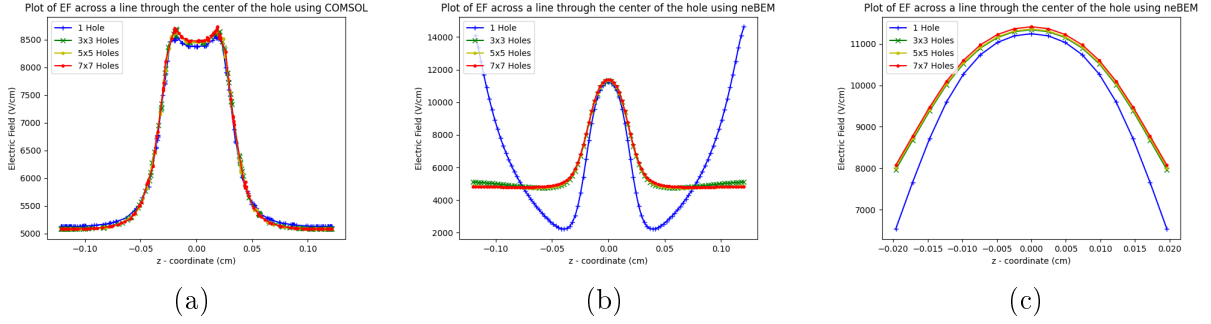 Plot of EF across a line through the center of the hole using COMSOL
1 Hole
3x3 Holes
5x5 Holes
7x7 Holes
Electric Field (V/cm)
8500
8000
7500
7000
6500
6000
5500
5000
−0.10
−0.05
0.00
0.05
0.10
z - coordinate (cm)
(a)
Plot of EF across a line through the center of the hole using neBEM
1 Hole
3x3 Holes
5x5 Holes
7x7 Holes
Electric Field (V/cm)
14000
12000
10000
8000
6000
4000
2000
−0.10
−0.05
0.00
0.05
0.10
z - coordinate (cm)
(b)
Plot of EF across a line through the center of the hole using neBEM
1 Hole
3x3 Holes
5x5 Holes
7x7 Holes
Electric Field (V/cm)
11000
10000
9000
8000
7000
−0.020
−0.015
−0.010
−0.005
0.000
0.005
0.010
0.015
0.020
z - coordinate (cm)
(c)